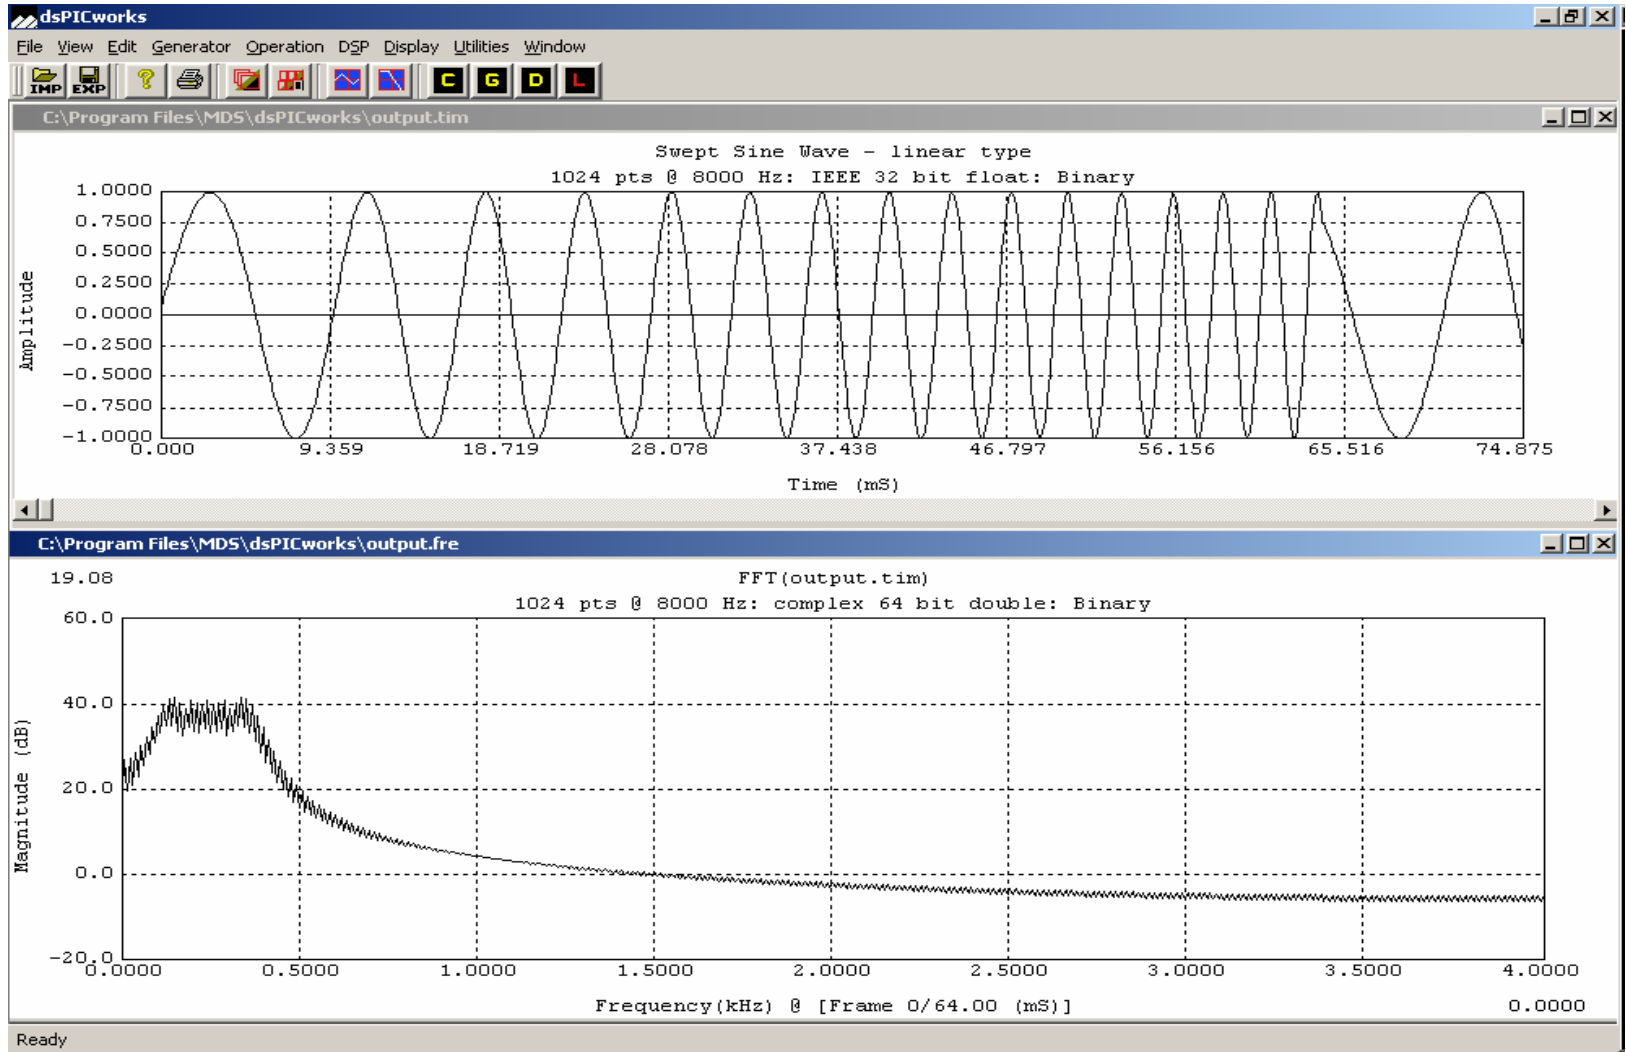 dsPICworks
File View Edit Generator Operation DSP Display Utilities Window
IMP EXP ? C G D L
C:\Program Files\MDS\dsPICworks\output.tim
Swept Sine Wave - linear type
1024 pts @ 8000 Hz: IEEE 32 bit float: Binary
Amplitude
1.0000
0.7500
0.5000
0.2500
0.0000
-0.2500
-0.5000
-0.7500
-1.0000
0.000 9.359 18.719 28.078 37.438 46.797 56.156 65.516 74.875
Time (mS)
C:\Program Files\MDS\dsPICworks\output.fre
19.08
FFT(output.tim)
1024 pts @ 8000 Hz: complex 64 bit double: Binary
Magnitude (dB)
60.0
40.0
20.0
0.0
-20.0
0.0000 0.5000 1.0000 1.5000 2.0000 2.5000 3.0000 3.5000 4.0000
Frequency(kHz) @ [Frame 0/64.00 (mS)] 0.0000
Ready